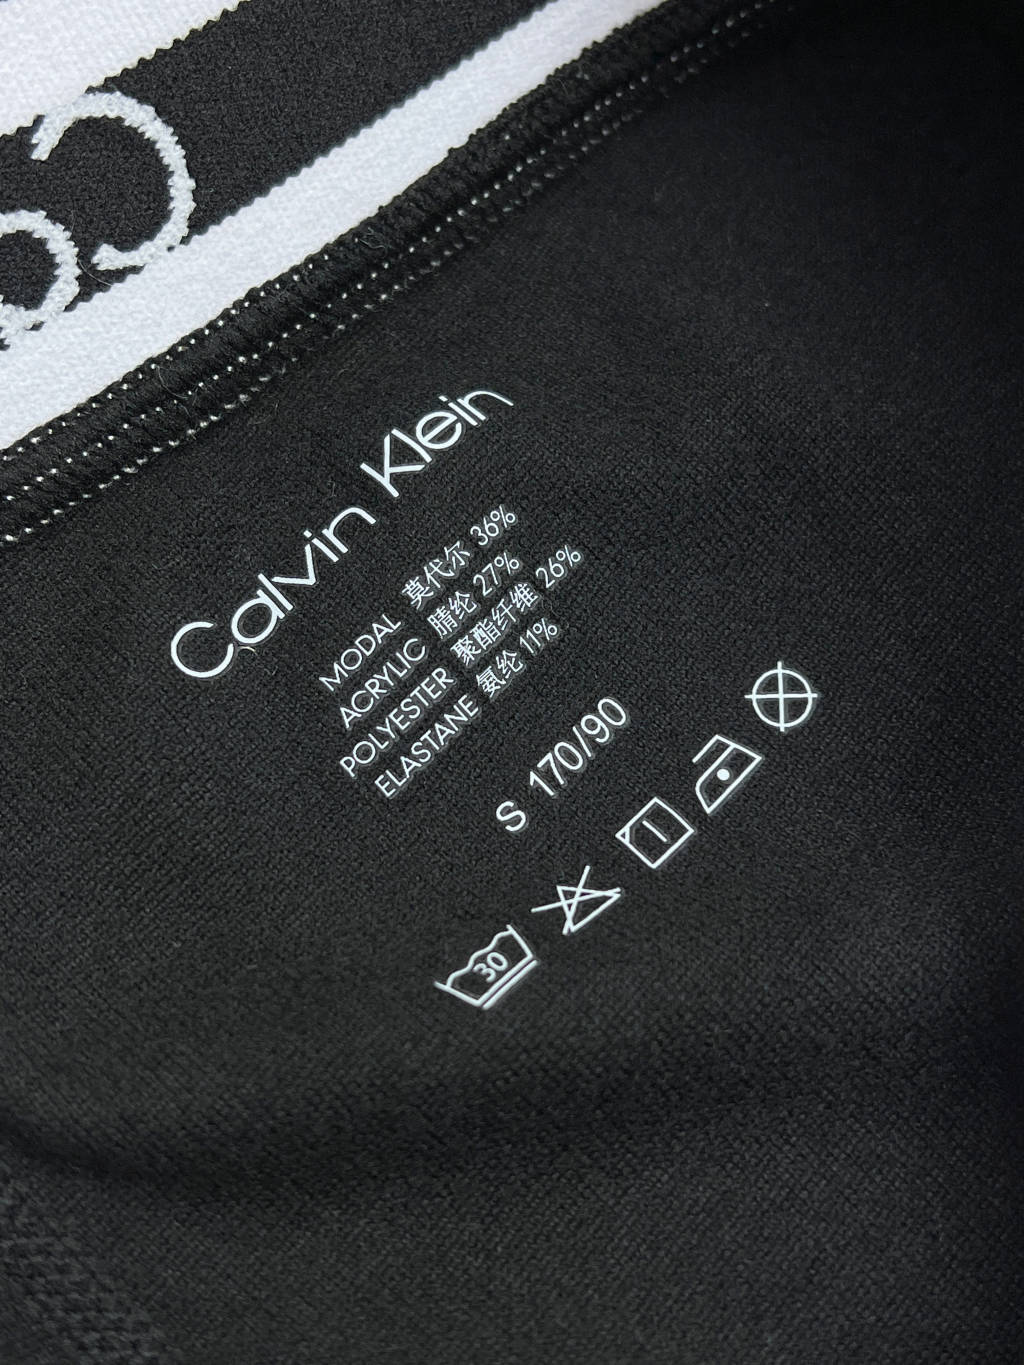 Calvin Klein
MODAL 莫代尔 36%
ACRYLIC 腈纶 27%
POLYESTER 聚酯纤维 26%
ELASTANE 氨纶 11%
S 170/90
30